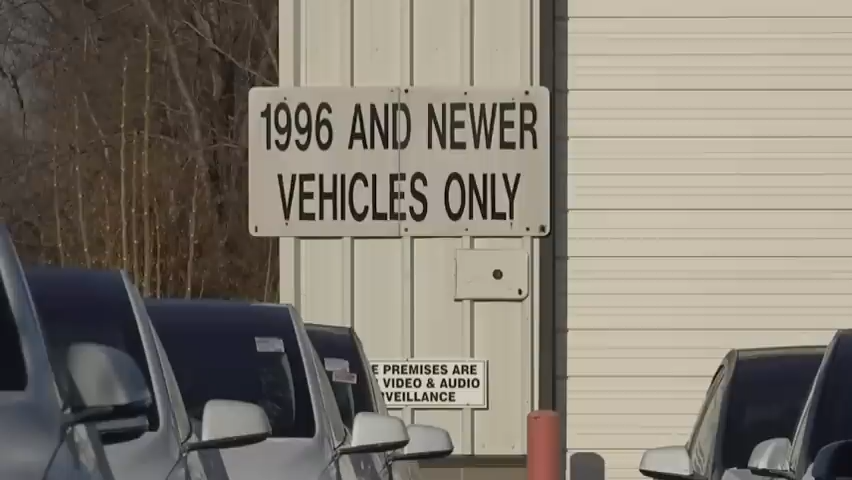 1996 AND NEWER
VEHICLES ONLY
PREMISES ARE
VIDEO & AUDIO